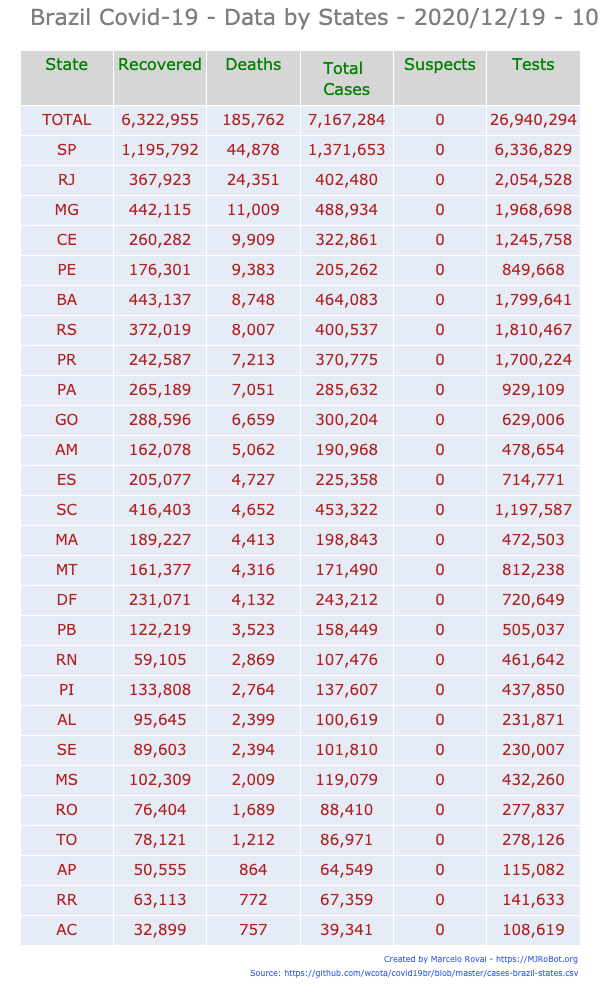 Brazil Covid-19 - Data by States - 2020/12/19 - 10
State Recovered Deaths Total Cases Suspects Tests
TOTAL 6,322,955 185,762 7,167,284 0 26,940,294
SP 1,195,792 44,878 1,371,653 0 6,336,829
RJ 367,923 24,351 402,480 0 2,054,528
MG 442,115 11,009 488,934 0 1,968,698
CE 260,282 9,909 322,861 0 1,245,758
PE 176,301 9,383 205,262 0 849,668
BA 443,137 8,748 464,083 0 1,799,641
RS 372,019 8,007 400,537 0 1,810,467
PR 242,587 7,213 370,775 0 1,700,224
PA 265,189 7,051 285,632 0 929,109
GO 288,596 6,659 300,204 0 629,006
AM 162,078 5,062 190,968 0 478,654
ES 205,077 4,727 225,358 0 714,771
SC 416,403 4,652 453,322 0 1,197,587
MA 189,227 4,413 198,843 0 472,503
MT 161,377 4,316 171,490 0 812,238
DF 231,071 4,132 243,212 0 720,649
PB 122,219 3,523 158,449 0 505,037
RN 59,105 2,869 107,476 0 461,642
PI 133,808 2,764 137,607 0 437,850
AL 95,645 2,399 100,619 0 231,871
SE 89,603 2,394 101,810 0 230,007
MS 102,309 2,009 119,079 0 432,260
RO 76,404 1,689 88,410 0 277,837
TO 78,121 1,212 86,971 0 278,126
AP 50,555 864 64,549 0 115,082
RR 63,113 772 67,359 0 141,633
AC 32,899 757 39,341 0 108,619
Created by Marcelo Rovai - https://MJRoBot.org
Source: https://github.com/wcota/covid19br/blob/master/cases-brazil-states.csv